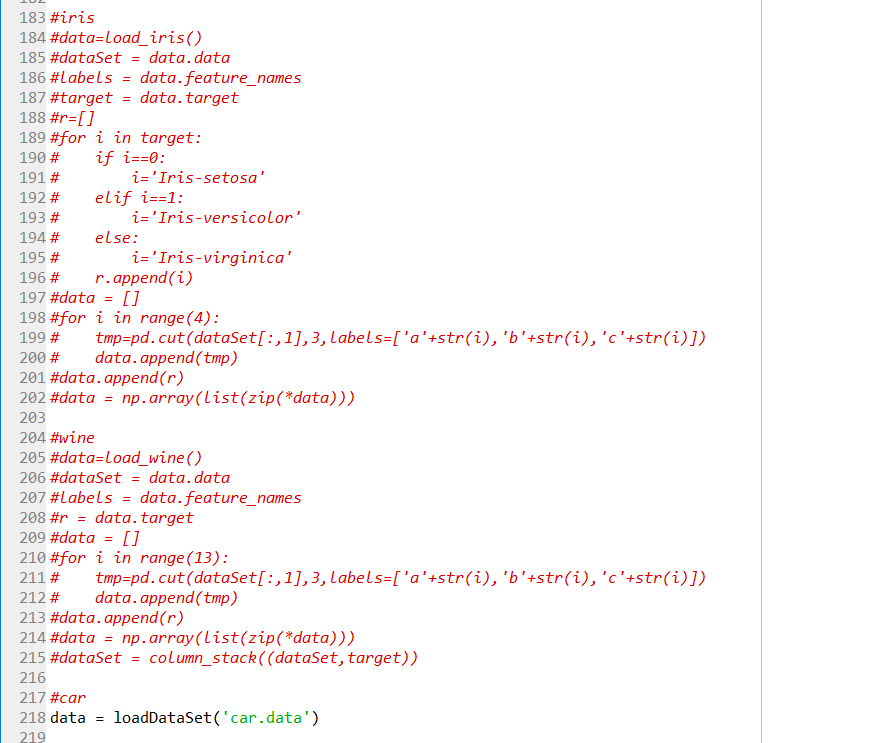 182
183 #iris
184 #data=load_iris()
185 #dataSet = data.data
186 #labels = data.feature_names
187 #target = data.target
188 #r=[]
189 #for i in target:
190 #    if i==0:
191 #        i='Iris-setosa'
192 #    elif i==1:
193 #        i='Iris-versicolor'
194 #    else:
195 #        i='Iris-virginica'
196 #    r.append(i)
197 #data = []
198 #for i in range(4):
199 #    tmp=pd.cut(dataSet[:,1],3,labels=['a'+str(i),'b'+str(i),'c'+str(i)])
200 #    data.append(tmp)
201 #data.append(r)
202 #data = np.array(list(zip(*data)))
203
204 #wine
205 #data=load_wine()
206 #dataSet = data.data
207 #labels = data.feature_names
208 #r = data.target
209 #data = []
210 #for i in range(13):
211 #    tmp=pd.cut(dataSet[:,1],3,labels=['a'+str(i),'b'+str(i),'c'+str(i)])
212 #    data.append(tmp)
213 #data.append(r)
214 #data = np.array(list(zip(*data)))
215 #dataSet = column_stack((dataSet,target))
216
217 #car
218 data = loadDataSet('car.data')
219